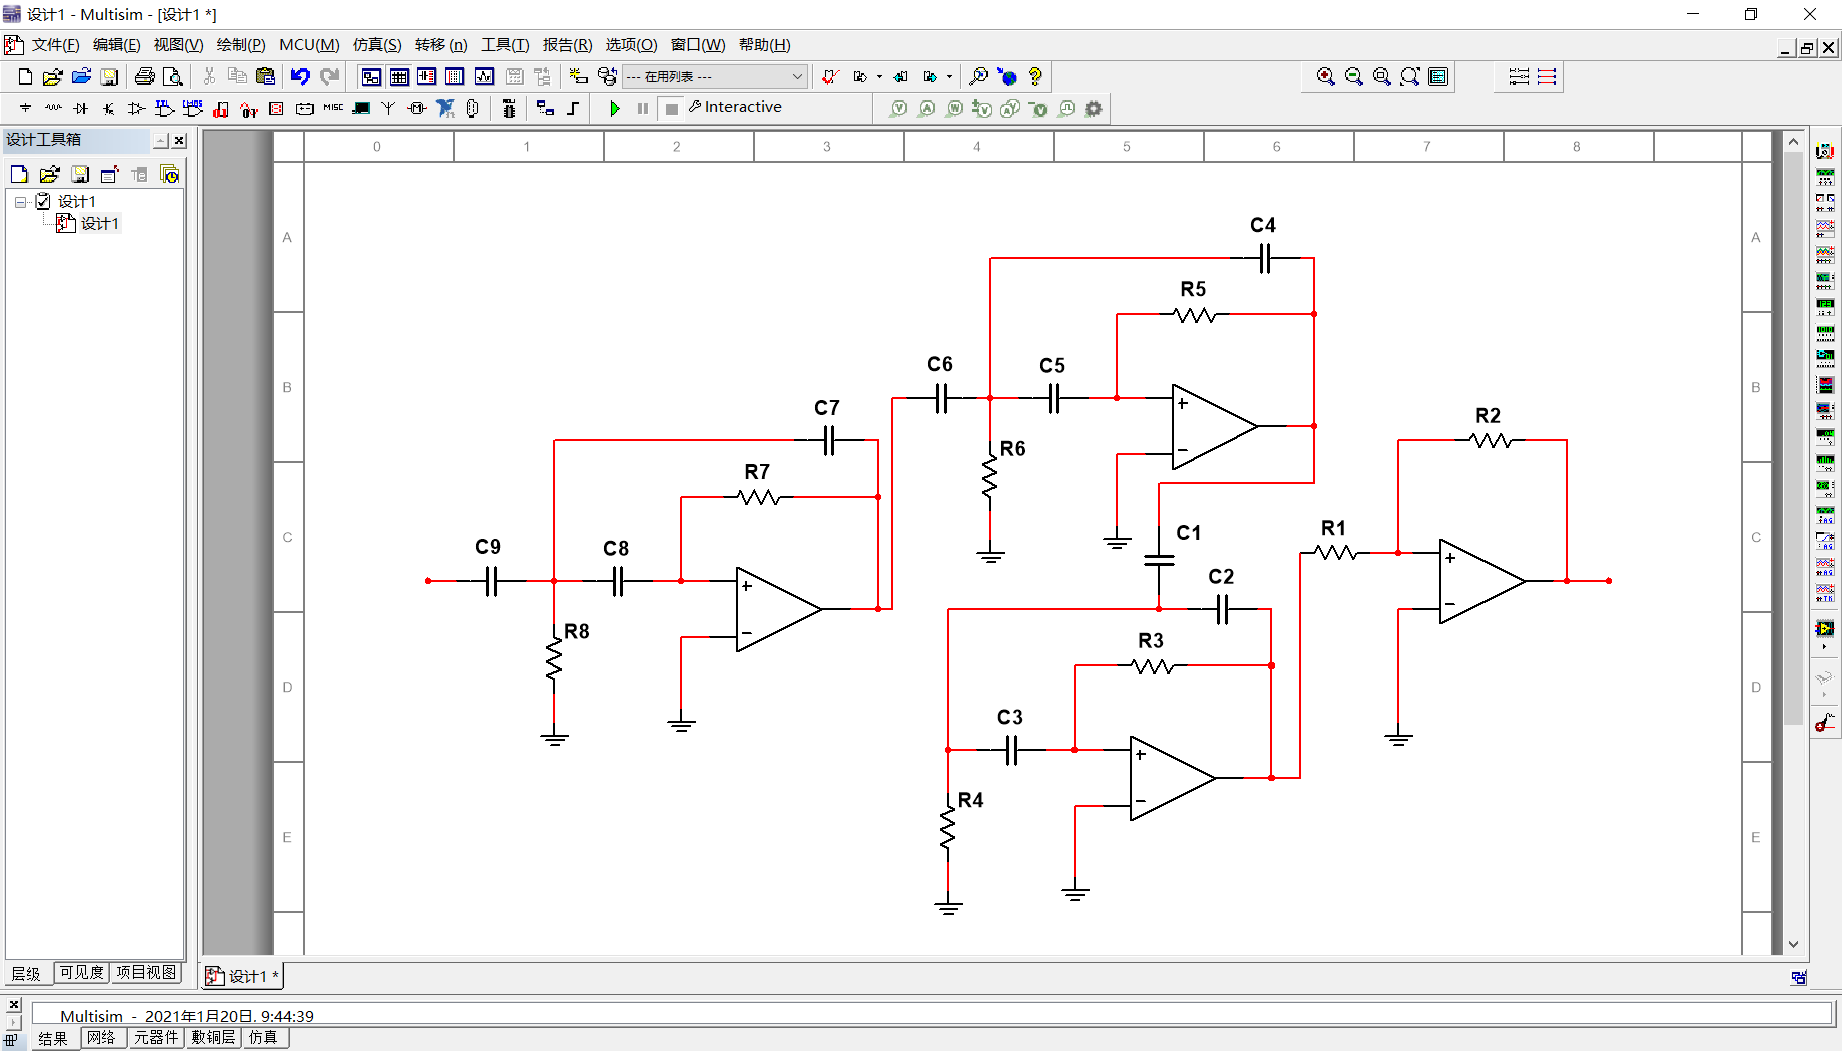 设计1 - Multisim - [设计1 *]
文件(F) 编辑(E) 视图(V) 绘制(P) MCU(M) 仿真(S) 转移 (n) 工具(T) 报告(R) 选项(O) 窗口(W) 帮助(H)
--- 在用列表 ---
MISC Interactive
设计工具箱
设计1
设计1
0 1 2 3 4 5 6 7 8
A A
B B
C C
D D
E E
C4
R5
C6 C5
C7
R7
R6
R2
C9 C8
C1
R1
C2
R8
R3
C3
R4
+
−
+
−
+
−
+
−
层级 可见度 项目视图
设计1 *
Multisim - 2021年1月20日, 9:44:39
结果 网络 元器件 敷铜层 仿真